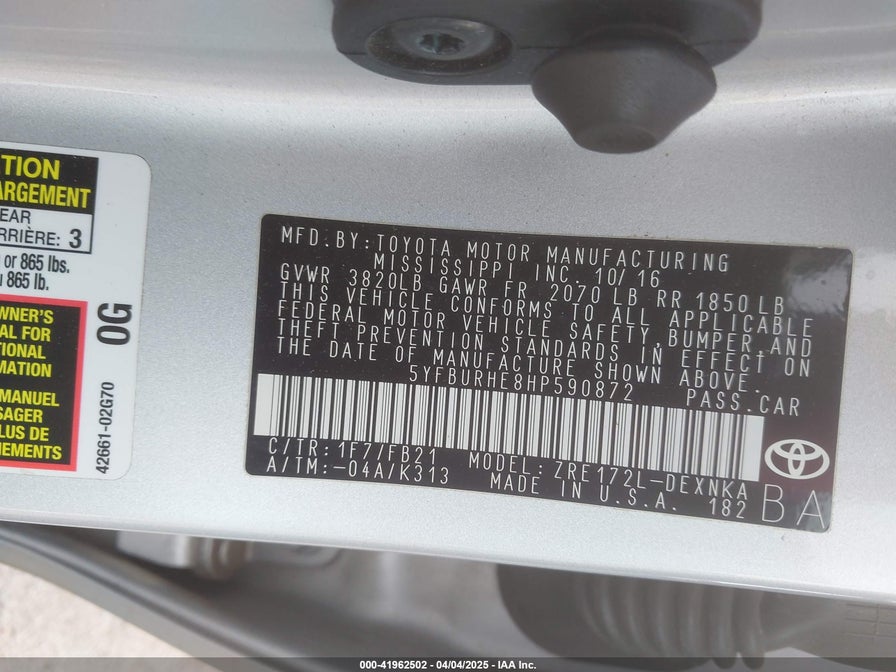 TION
ARGEMENT
EAR
RRIÈRE: 3
or 865 lbs.
u 865 lb.
WNER'S
AL FOR
TIONAL
MATION
MANUEL
SAGER
LUS DE
NEMENTS
42661-02G70
0G
MFD.BY:TOYOTA MOTOR MANUFACTURING
MISSISSIPPI INC. 10/16
GVWR 3820LB GAWR FR 2070 LB RR 1850LB
THIS VEHICLE CONFORMS TO ALL APPLICABLE
FEDERAL MOTOR VEHICLE SAFETY,BUMPER AND
THEFT PREVENTION STANDARDS IN EFFECT ON
THE DATE OF MANUFACTURE SHOWN ABOVE.
5YFBURHE8HP590872 PASS.CAR
C/TR:1F7/FB21 MODEL:ZRE172L-DEXNKA
A/TM:-04A/K313 MADE IN U.S.A. 182
BA
000-41962502 - 04/04/2025 - IAA Inc.